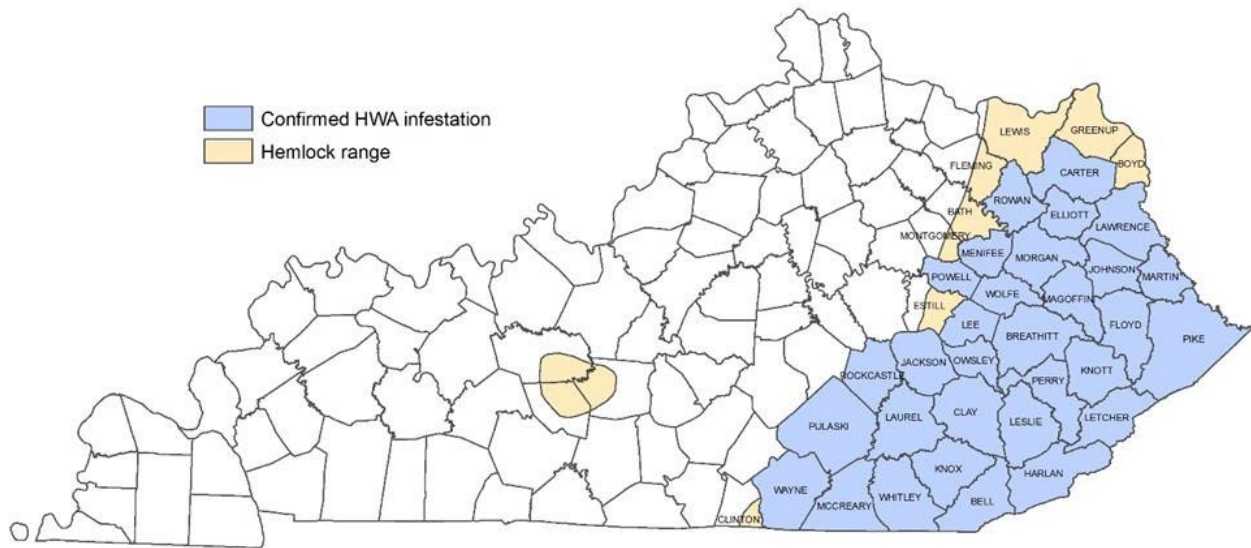 Confirmed HWA infestation
Hemlock range
LEWIS
GREENUP
FLEMING
BOYD
CARTER
ROWAN
BATH
ELLIOTT
LAWRENCE
MONTGOMERY
MENIFEE
MORGAN
JOHNSON
MARTIN
POWELL
WOLFE
MAGOFFIN
ESTILL
LEE
FLOYD
BREATHITT
PIKE
JACKSON
OWSLEY
ROCKCASTLE
PERRY
KNOTT
CLAY
LESLIE
LETCHER
PULASKI
LAUREL
KNOX
HARLAN
WAYNE
MCCREARY
WHITLEY
BELL
CLINTON